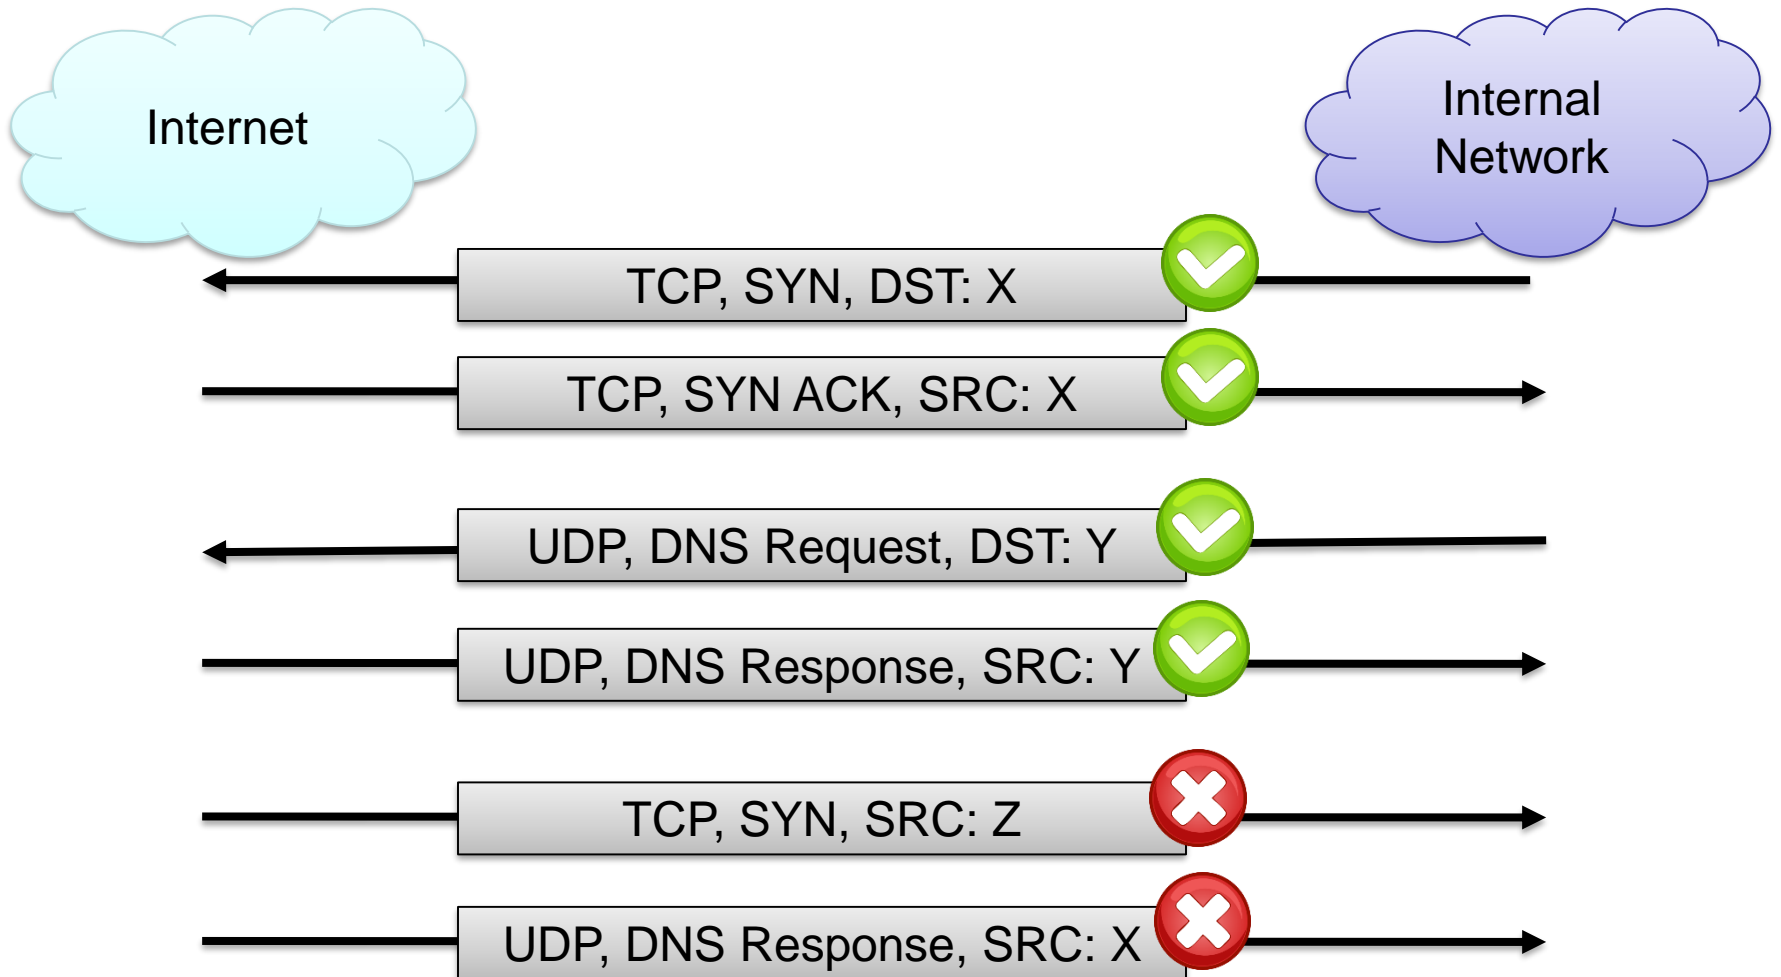 Internet
Internal
Network
TCP, SYN, DST: X
TCP, SYN ACK, SRC: X
UDP, DNS Request, DST: Y
UDP, DNS Response, SRC: Y
TCP, SYN, SRC: Z
UDP, DNS Response, SRC: X